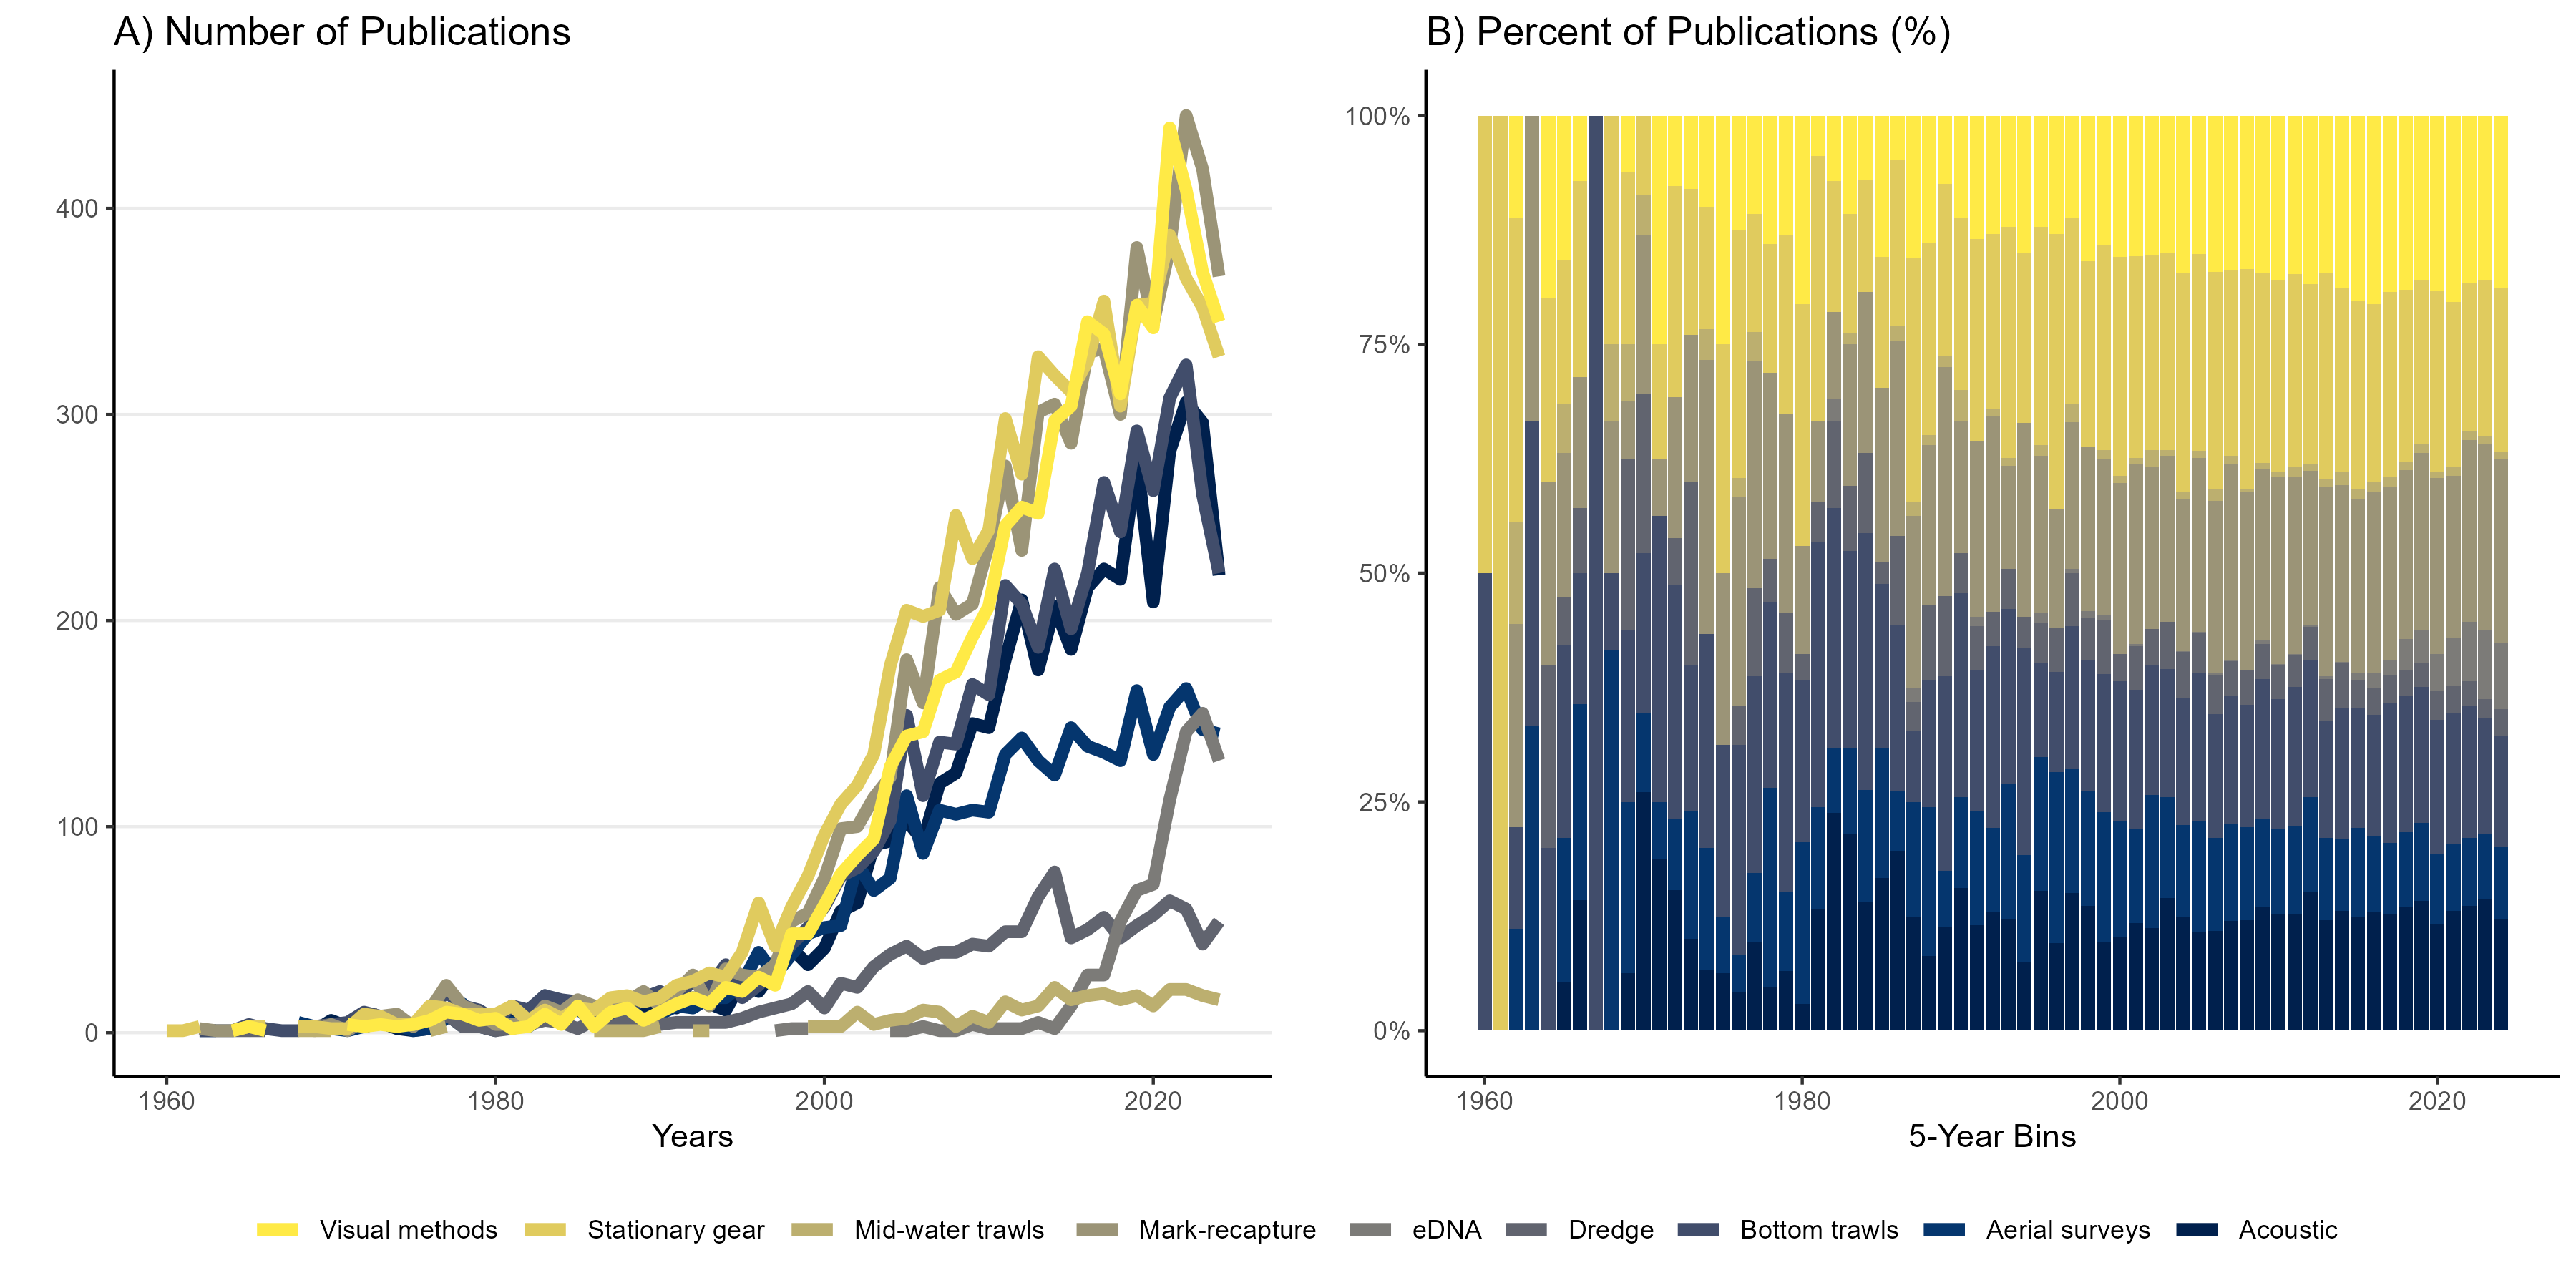 A) Number of Publications
400
300
200
100
0
1960 1980 2000 2020
Years
B) Percent of Publications (%)
100%
75%
50%
25%
0%
1960 1980 2000 2020
5-Year Bins
Visual methods Stationary gear Mid-water trawls Mark-recapture eDNA Dredge Bottom trawls Aerial surveys Acoustic